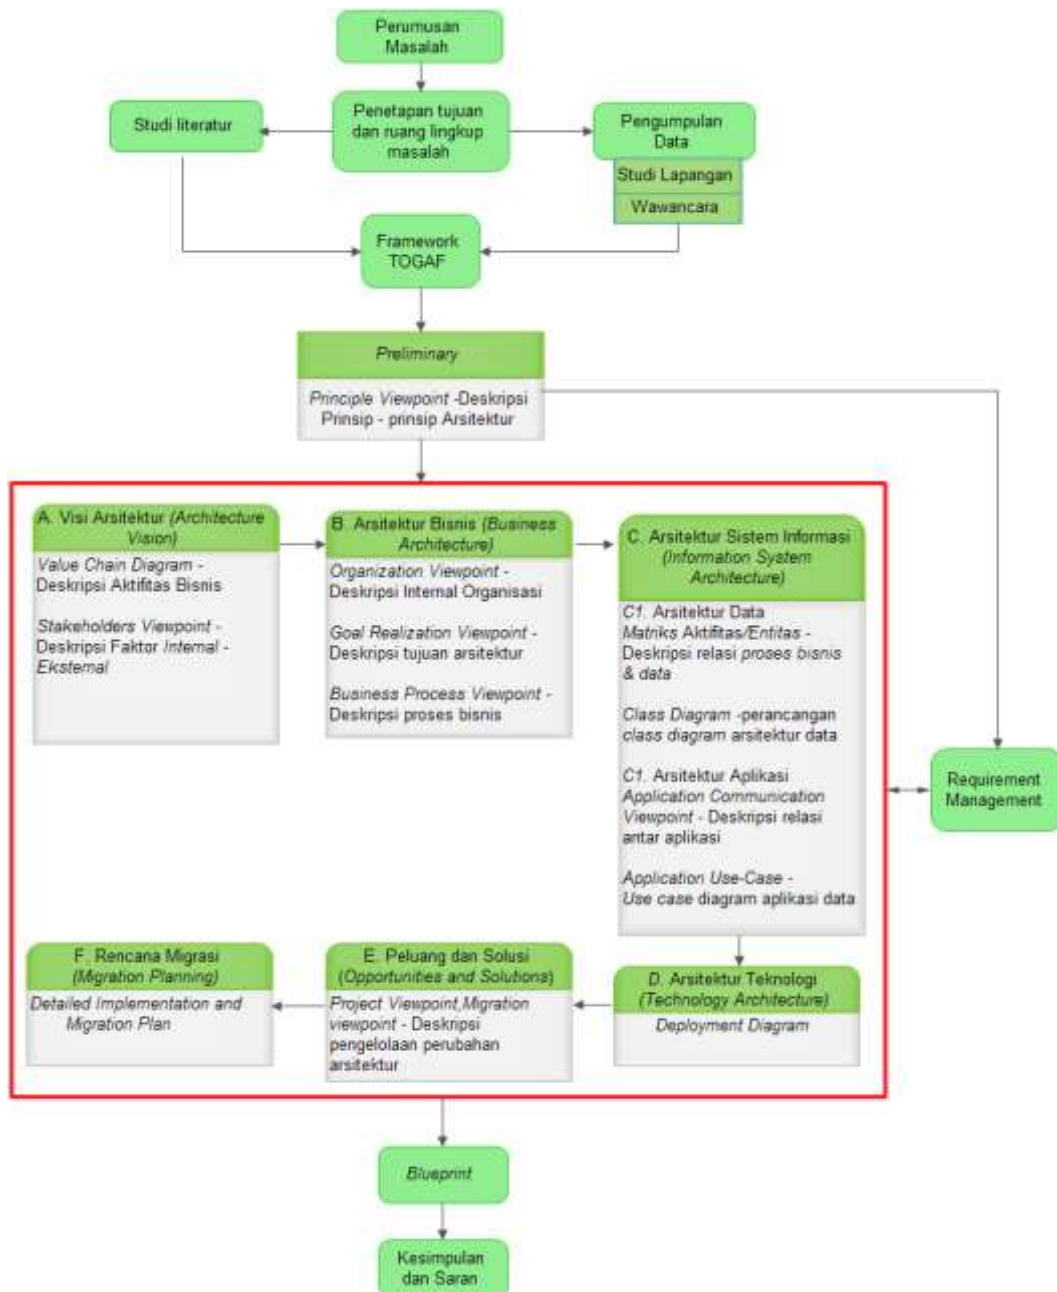 Perumusan
Masalah
Studi literatur
Penetapan tujuan
dan ruang lingkup
masalah
Pengumpulan
Data
Studi Lapangan
Wawancara
Framework
TOGAF
Preliminary
Principle Viewpoint -Deskripsi
Prinsip - prinsip Arsitektur
A. Visi Arsitektur (Architecture
Vision)
Value Chain Diagram -
Deskripsi Aktifitas Bisnis
Stakeholders Viewpoint -
Deskripsi Faktor Internal -
Eksternal
B. Arsitektur Bisnis (Business
Architecture)
Organization Viewpoint -
Deskripsi Internal Organisasi
Goal Realization Viewpoint -
Deskripsi tujuan arsitektur
Business Process Viewpoint -
Deskripsi proses bisnis
C. Arsitektur Sistem Informasi
(Information System
Architecture)
C1. Arsitektur Data
Matriks Aktifitas/Entitas -
Deskripsi relasi proses bisnis
& data
Class Diagram -perancangan
class diagram arsitektur data
C1. Arsitektur Aplikasi
Application Communication
Viewpoint - Deskripsi relasi
antar aplikasi
Application Use-Case -
Use case diagram aplikasi data
Requirement
Management
F. Rencana Migrasi
(Migration Planning)
Detailed Implementation and
Migration Plan
E. Peluang dan Solusi
(Opportunities and Solutions)
Project Viewpoint,Migration
viewpoint - Deskripsi
pengelolaan perubahan
arsitektur
D. Arsitektur Teknologi
(Technology Architecture)
Deployment Diagram
Blueprint
Kesimpulan
dan Saran